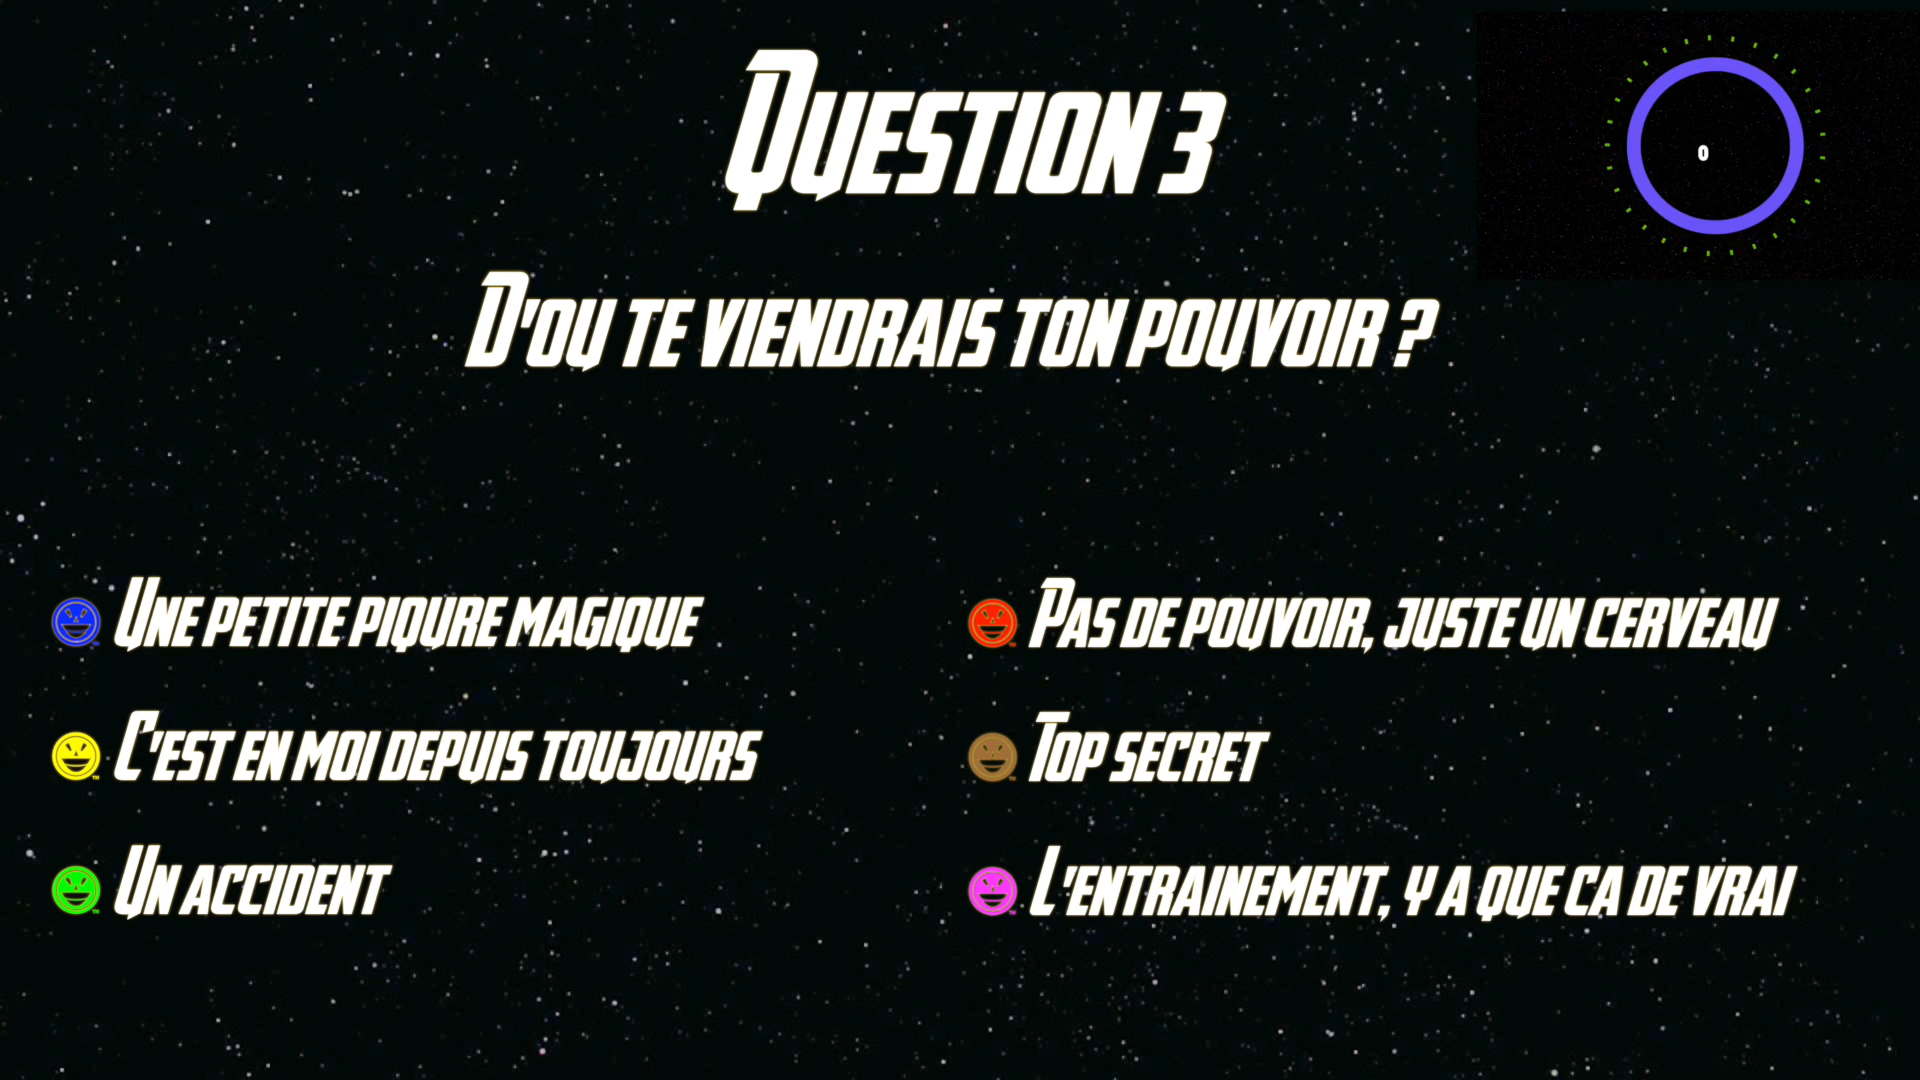 Question 3
0
D'ou te viendrais ton pouvoir ?
Une petite piqure magique
Pas de pouvoir, juste un cerveau
C'est en moi depuis toujours
Top secret
Un accident
L'entrainement, y a que ca de vrai